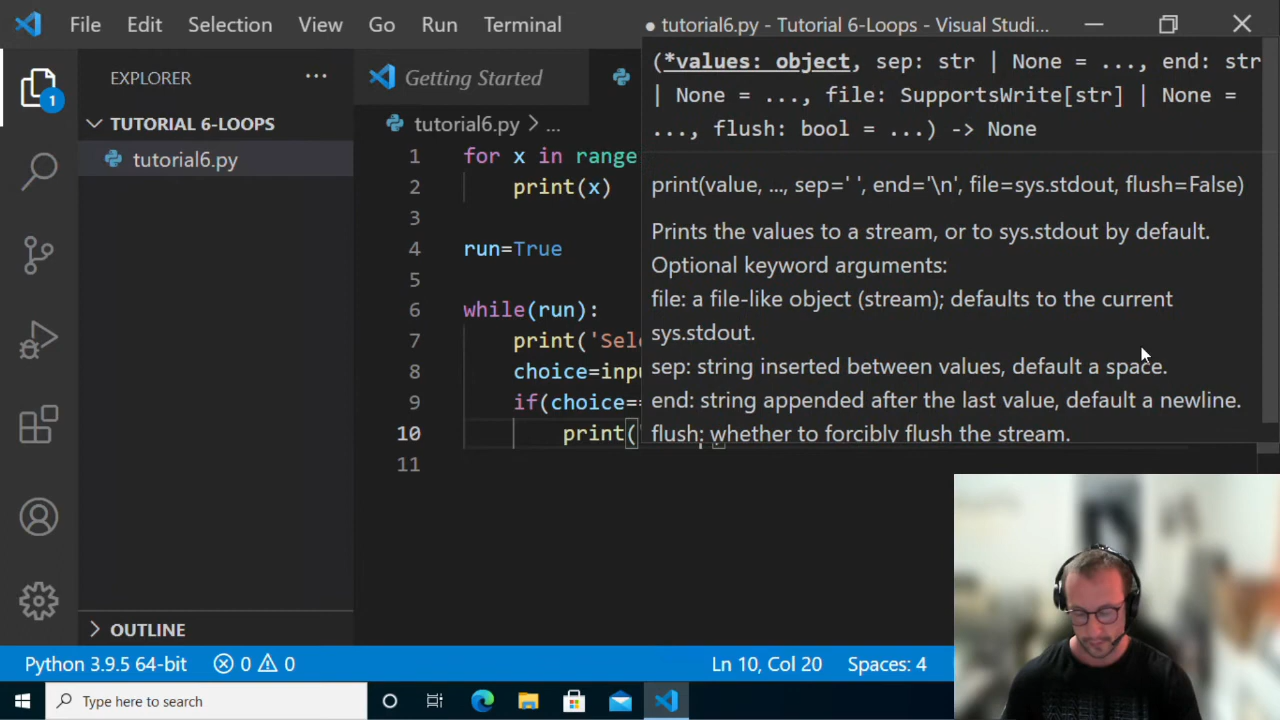 File Edit Selection View Go Run Terminal
● tutorial6.py - Tutorial 6-Loops - Visual Studi...
EXPLORER ...
Getting Started
1
TUTORIAL 6-LOOPS
tutorial6.py
tutorial6.py > ...
1 for x in range
2 print(x)
3
4 run=True
5
6 while(run):
7 print('Sele
8 choice=inpu
9 if(choice==
10 print(
11
(*values: object, sep: str | None = ..., end: str
| None = ..., file: SupportsWrite[str] | None =
..., flush: bool = ...) -> None
print(value, ..., sep=' ', end='\n', file=sys.stdout, flush=False)
Prints the values to a stream, or to sys.stdout by default.
Optional keyword arguments:
file: a file-like object (stream); defaults to the current
sys.stdout.
sep: string inserted between values, default a space.
end: string appended after the last value, default a newline.
flush: whether to forcibly flush the stream.
OUTLINE
Python 3.9.5 64-bit 0 0 Ln 10, Col 20 Spaces: 4
Type here to search